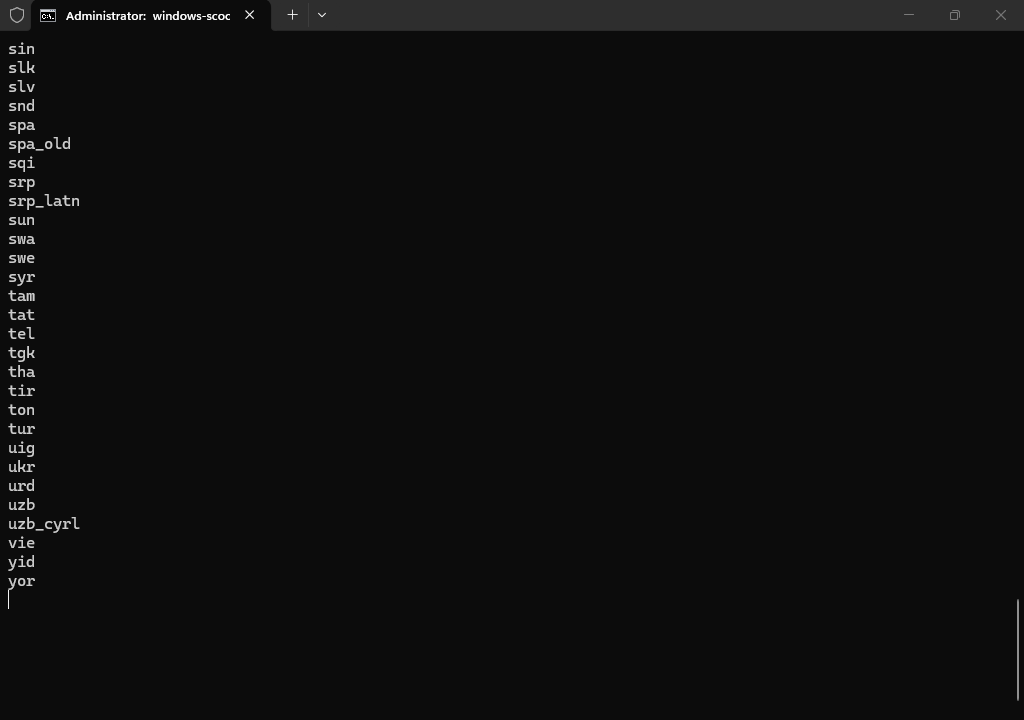 Administrator: windows-scoc
sin
slk
slv
snd
spa
spa_old
sqi
srp
srp_latn
sun
swa
swe
syr
tam
tat
tel
tgk
tha
tir
ton
tur
uig
ukr
urd
uzb
uzb_cyrl
vie
yid
yor